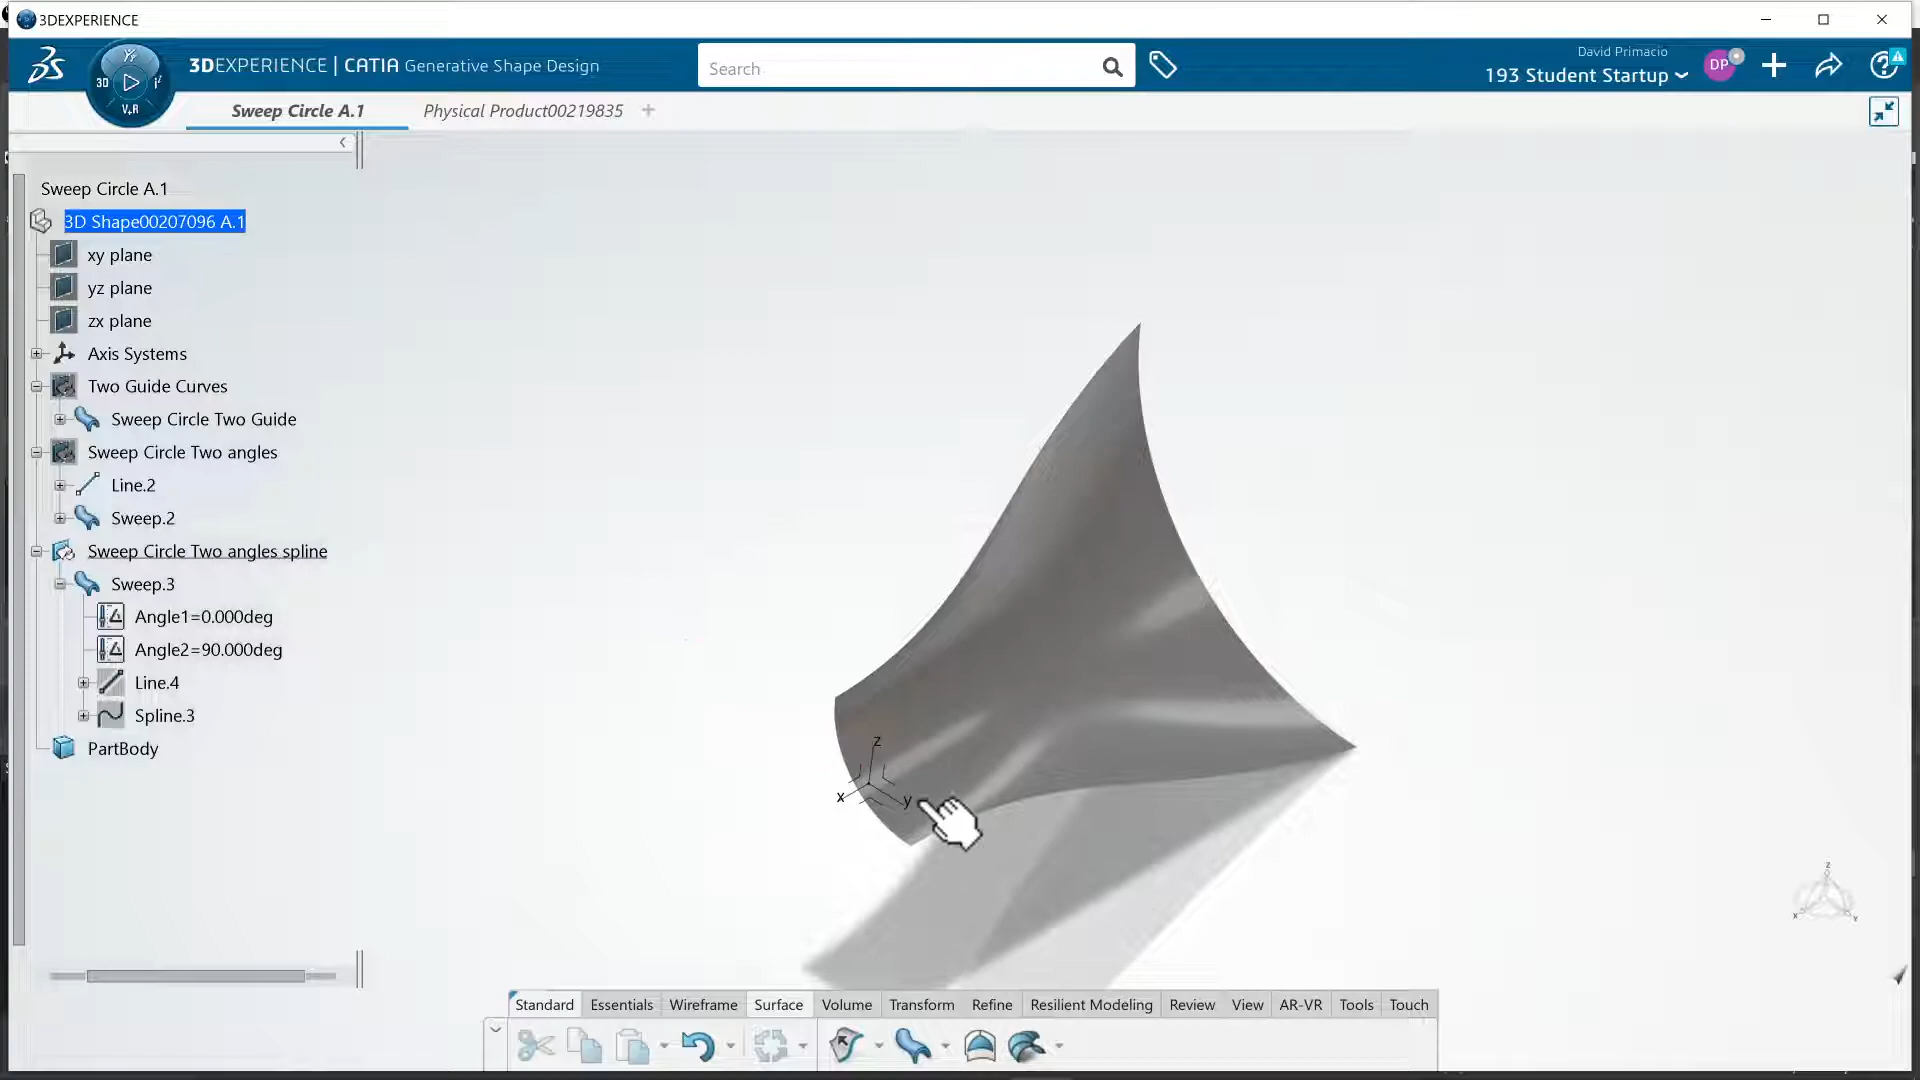 3DEXPERIENCE
3DEXPERIENCE | CATIA Generative Shape Design
3D
V.R
Search
David Primacio
193 Student Startup
DP
Sweep Circle A.1
Physical Product00219835
Sweep Circle A.1
3D Shape00207096 A.1
xy plane
yz plane
zx plane
Axis Systems
Two Guide Curves
Sweep Circle Two Guide
Sweep Circle Two angles
Line.2
Sweep.2
Sweep Circle Two angles spline
Sweep.3
Angle1=0.000deg
Angle2=90.000deg
Line.4
Spline.3
PartBody
z
x
y
z
x
y
Standard Essentials Wireframe Surface Volume Transform Refine Resilient Modeling Review View AR-VR Tools Touch